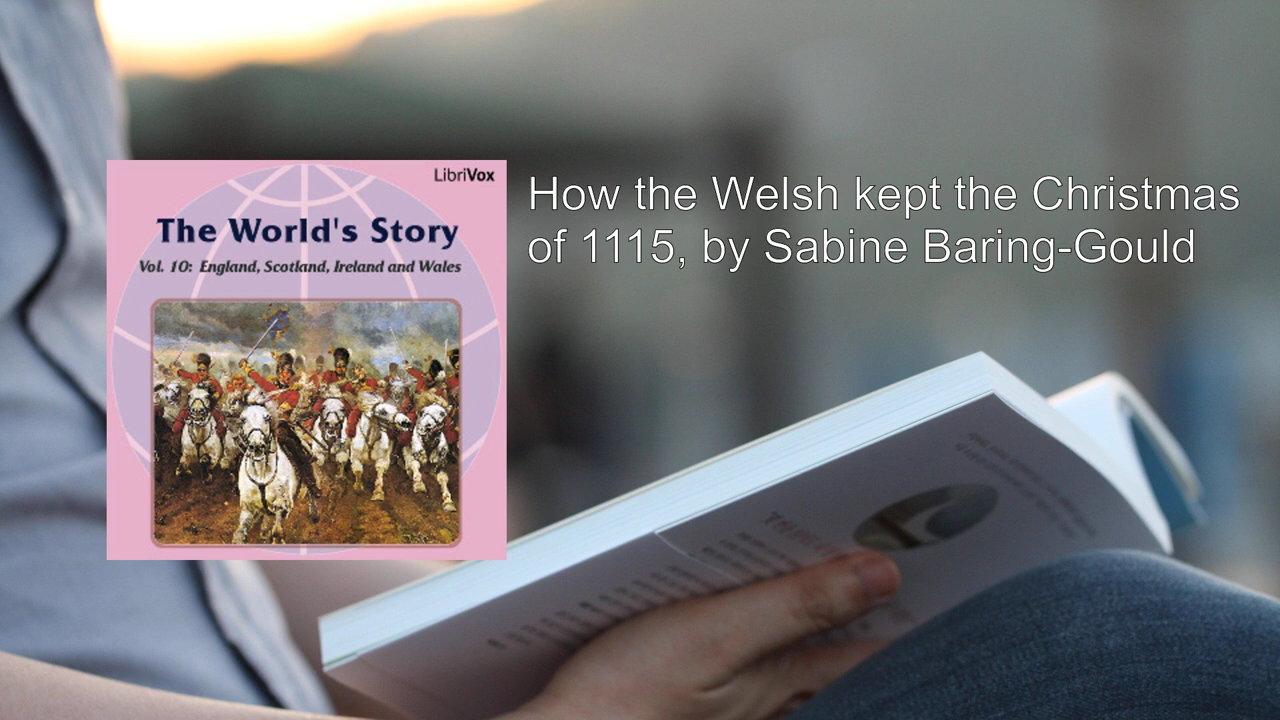 LibriVox
The World's Story
Vol. 10: England, Scotland, Ireland and Wales
How the Welsh kept the Christmas
of 1115, by Sabine Baring-Gould